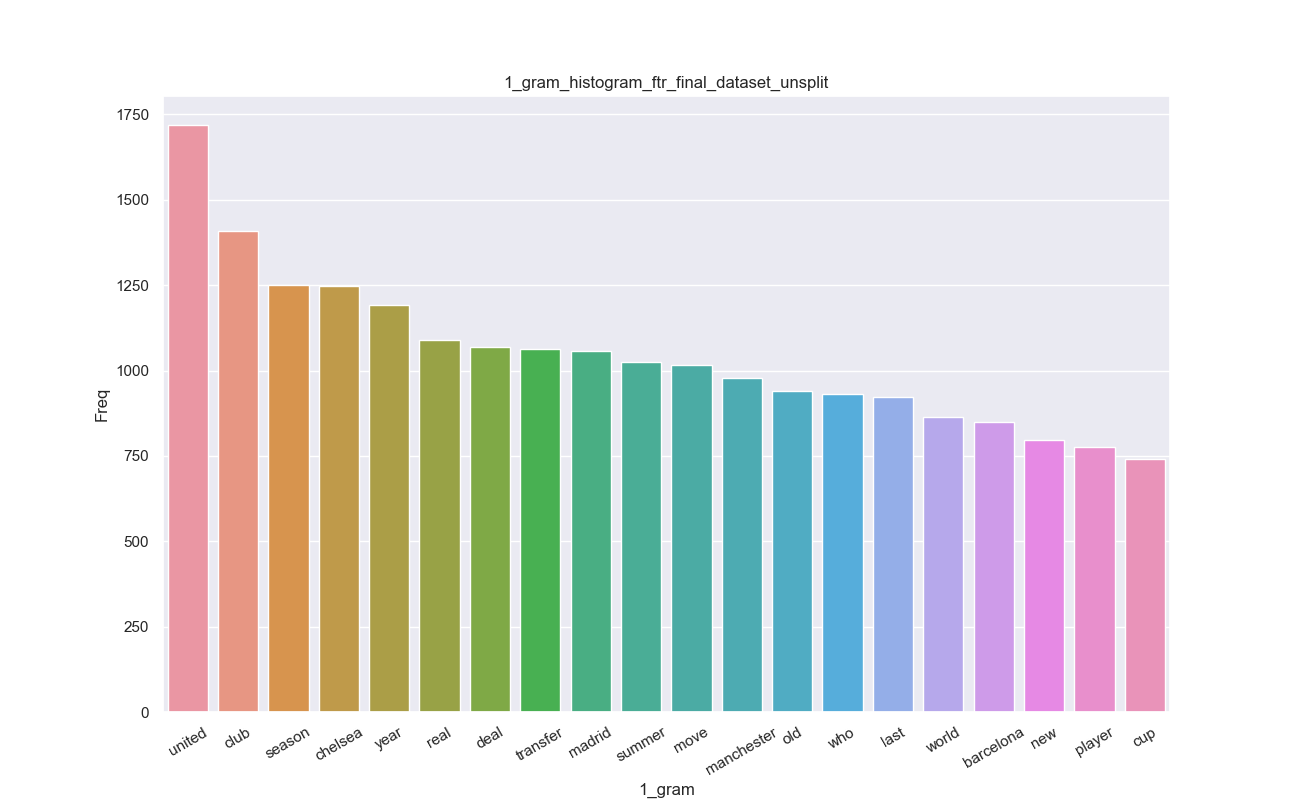 1_gram_histogram_ftr_final_dataset_unsplit
1750
1500
1250
1000
750
500
250
0
Freq
united
club
season
chelsea
year
real
deal
transfer
madrid
summer
move
manchester
old
who
last
world
barcelona
new
player
cup
1_gram